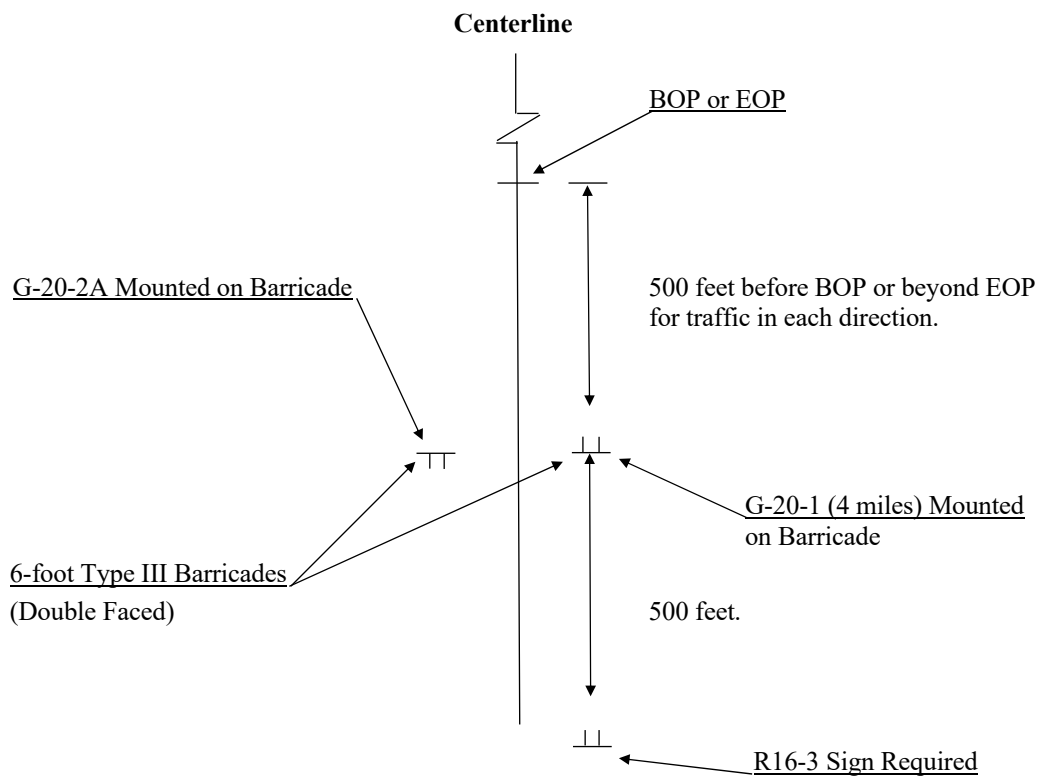 Centerline
BOP or EOP
G-20-2A Mounted on Barricade
500 feet before BOP or beyond EOP
for traffic in each direction.
G-20-1 (4 miles) Mounted
on Barricade
6-foot Type III Barricades
(Double Faced)
500 feet.
R16-3 Sign Required